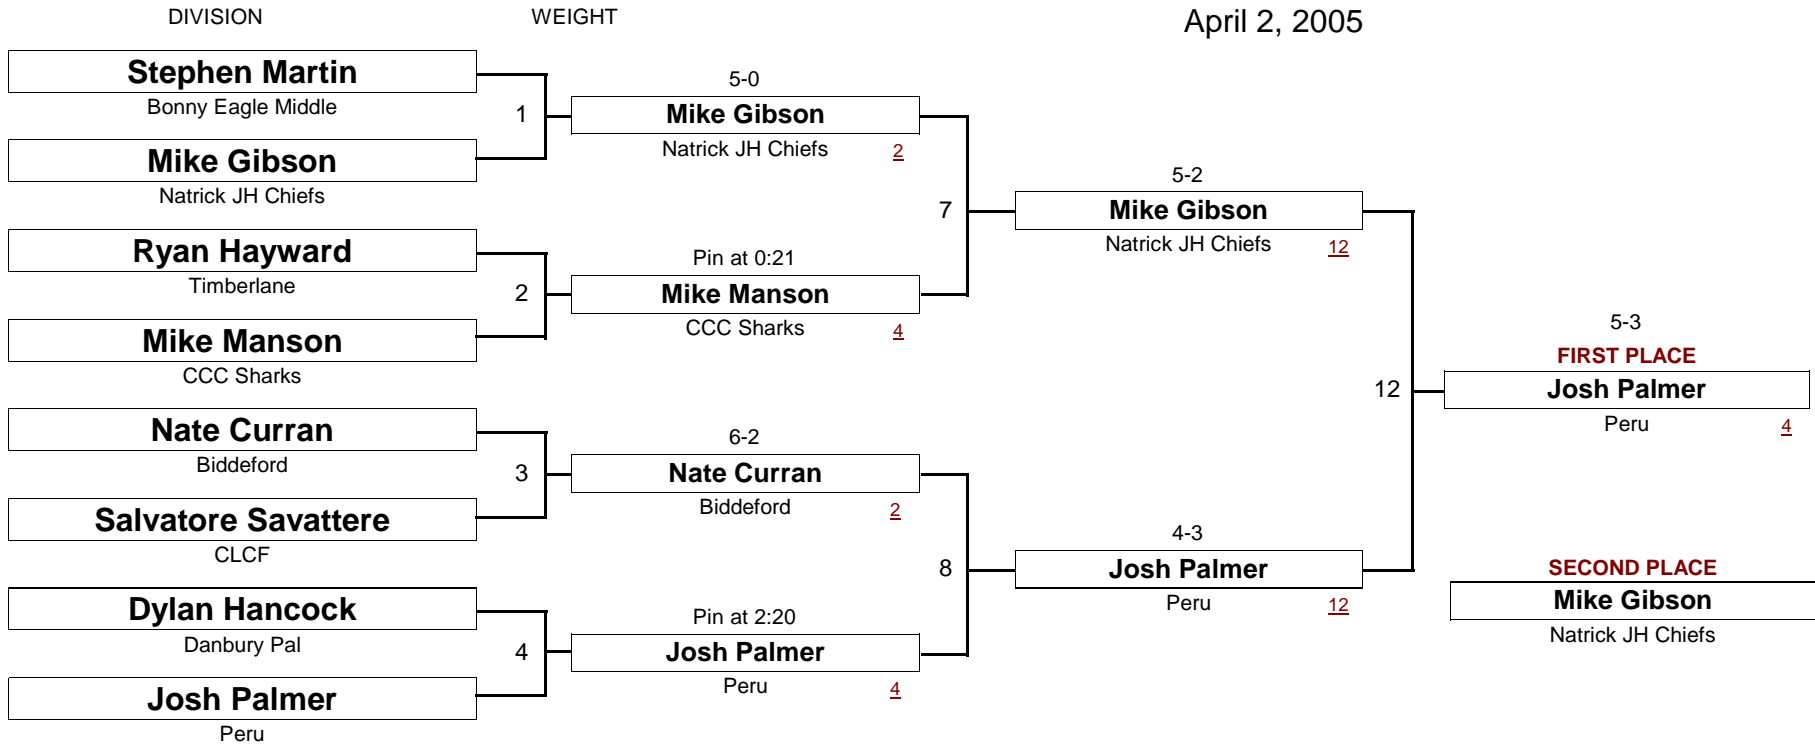 DIVISION
WEIGHT
April 2, 2005
Stephen Martin
Bonny Eagle Middle
1
Mike Gibson
Natrick JH Chiefs
Ryan Hayward
Timberlane
2
Mike Manson
CCC Sharks
Nate Curran
Biddeford
3
Salvatore Savattere
CLCF
Dylan Hancock
Danbury Pal
4
Josh Palmer
Peru
5-0
Mike Gibson
Natrick JH Chiefs 2
7
Pin at 0:21
Mike Manson
CCC Sharks 4
6-2
Nate Curran
Biddeford 2
8
Pin at 2:20
Josh Palmer
Peru 4
5-2
Mike Gibson
Natrick JH Chiefs 12
12
4-3
Josh Palmer
Peru 12
5-3
FIRST PLACE
Josh Palmer
Peru 4
SECOND PLACE
Mike Gibson
Natrick JH Chiefs